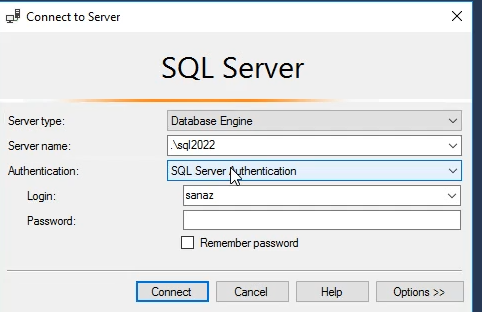 Connect to Server
SQL Server
Server type: Database Engine
Server name: .\sql2022
Authentication: SQL Server Authentication
Login: sanaz
Password:
Remember password
Connect Cancel Help Options >>